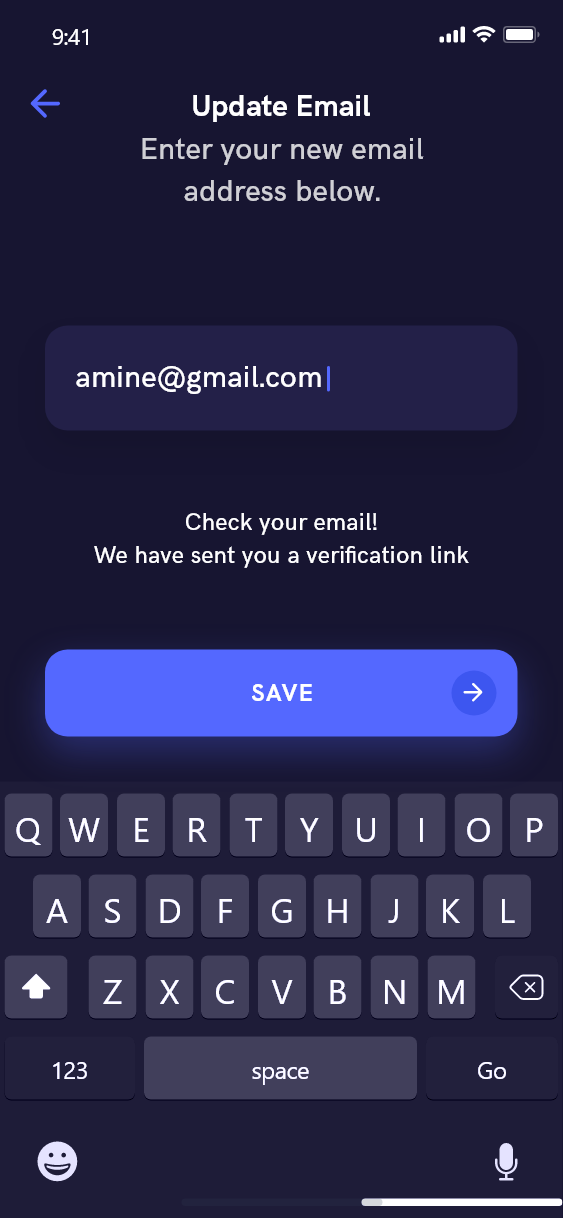 9:41
Update Email
Enter your new email
address below.
amine@gmail.com
Check your email!
We have sent you a verification link
SAVE
Q W E R T Y U I O P
A S D F G H J K L
Z X C V B N M
123 space Go